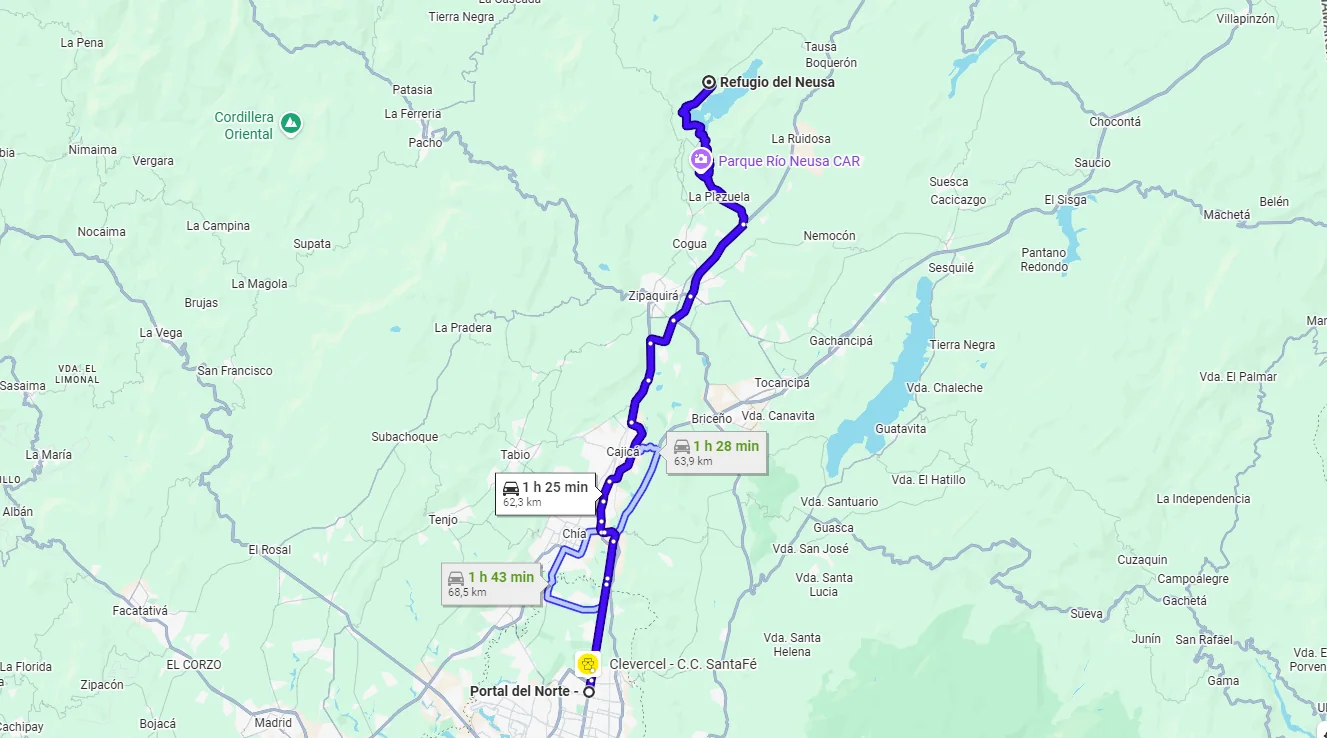 La Cascada
Tierra Negra
Villapinzón
La Pena
Tausa
Boquerón
Refugio del Neusa
Patasia
La Ferreria
Cordillera
Oriental
Chocontá
Pacho
La Ruidosa
Nimaima
Vergara
Parque Río Neusa CAR
Saucio
Suesca
Cacicazgo
La Plazuela
El Sisga
Belén
Machetá
La Campina
Nocaima
Supata
Cogua
Nemocón
Pantano
Redondo
Sesquilé
La Magola
Zipaquirá
Brujas
La Vega
La Pradera
Gachancipá
Tierra Negra
VDA. EL
LIMONAL
San Francisco
Sasaima
Tocancipá
Vda. Chaleche
Vda. El Palmar
Briceño
Vda. Canavita
Guatavita
Subachoque
La María
Tabio
Cajicá
1 h 28 min
63,9 km
Vda. El Hatillo
1 h 25 min
62,3 km
Vda. Santuario
La Independencia
Albán
Tenjo
Chía
Guasca
El Rosal
Vda. San José
Cuzaquin
1 h 43 min
68,5 km
Vda. Santa
Lucia
Campoalegre
Gachetá
Facatativá
Sueva
Vda. Santa
Helena
Junín
San Rafael
EL CORZO
La Florida
Clevercel - C.C. SantaFé
Vda. E
Porven
Gama
Zipacón
Portal del Norte -
Bojacá
Madrid
Cachipay